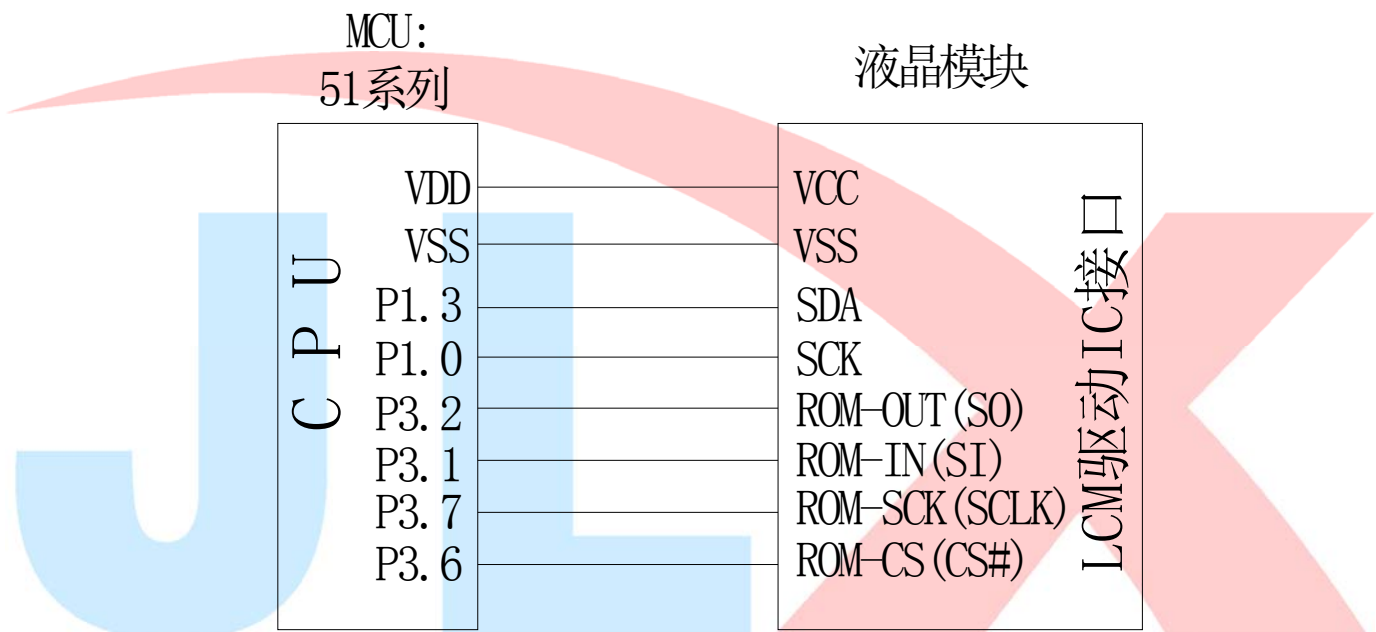 MCU:
51系列
液晶模块
CPU
VDD
VSS
P1.3
P1.0
P3.2
P3.1
P3.7
P3.6
VCC
VSS
SDA
SCK
ROM-OUT(SO)
ROM-IN(SI)
ROM-SCK(SCLK)
ROM-CS(CS#)
LCM驱动IC接口
JLX